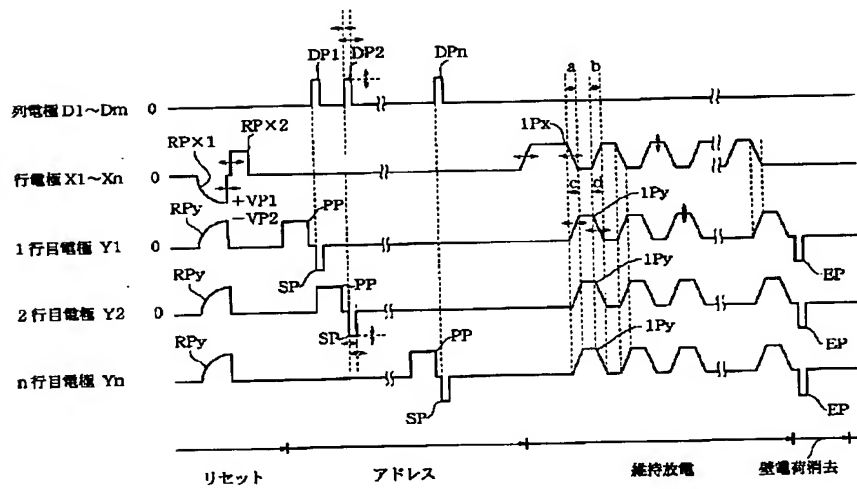 DP1 DP2 DPn
a b
列電極 D1~Dm 0
RP×1 RP×2 1Px
行電極 X1~Xn 0
c d
+VP1
-VP2
RPy PP 1Py
1行目電極 Y1 0
SP EP
RPy PP 1Py
2行目電極 Y2 0
SP EP
RPy PP 1Py
n行目電極 Yn
SP EP
リセット アドレス 維持放電 壁電荷消去